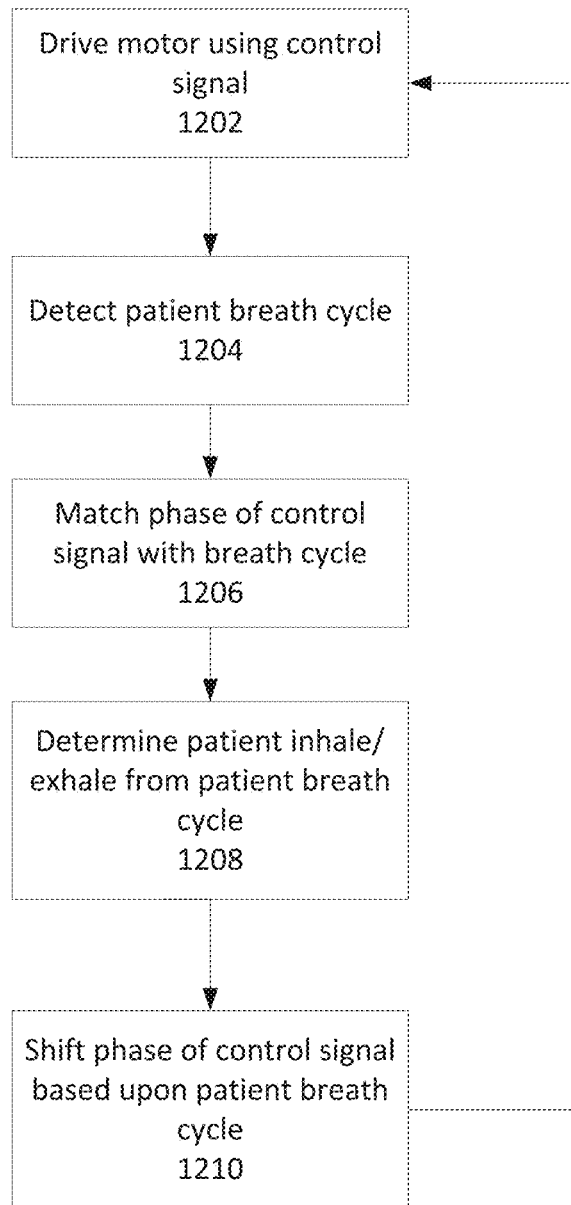 Drive motor using control
signal
1202
Detect patient breath cycle
1204
Match phase of control
signal with breath cycle
1206
Determine patient inhale/
exhale from patient breath
cycle
1208
Shift phase of control signal
based upon patient breath
cycle
1210